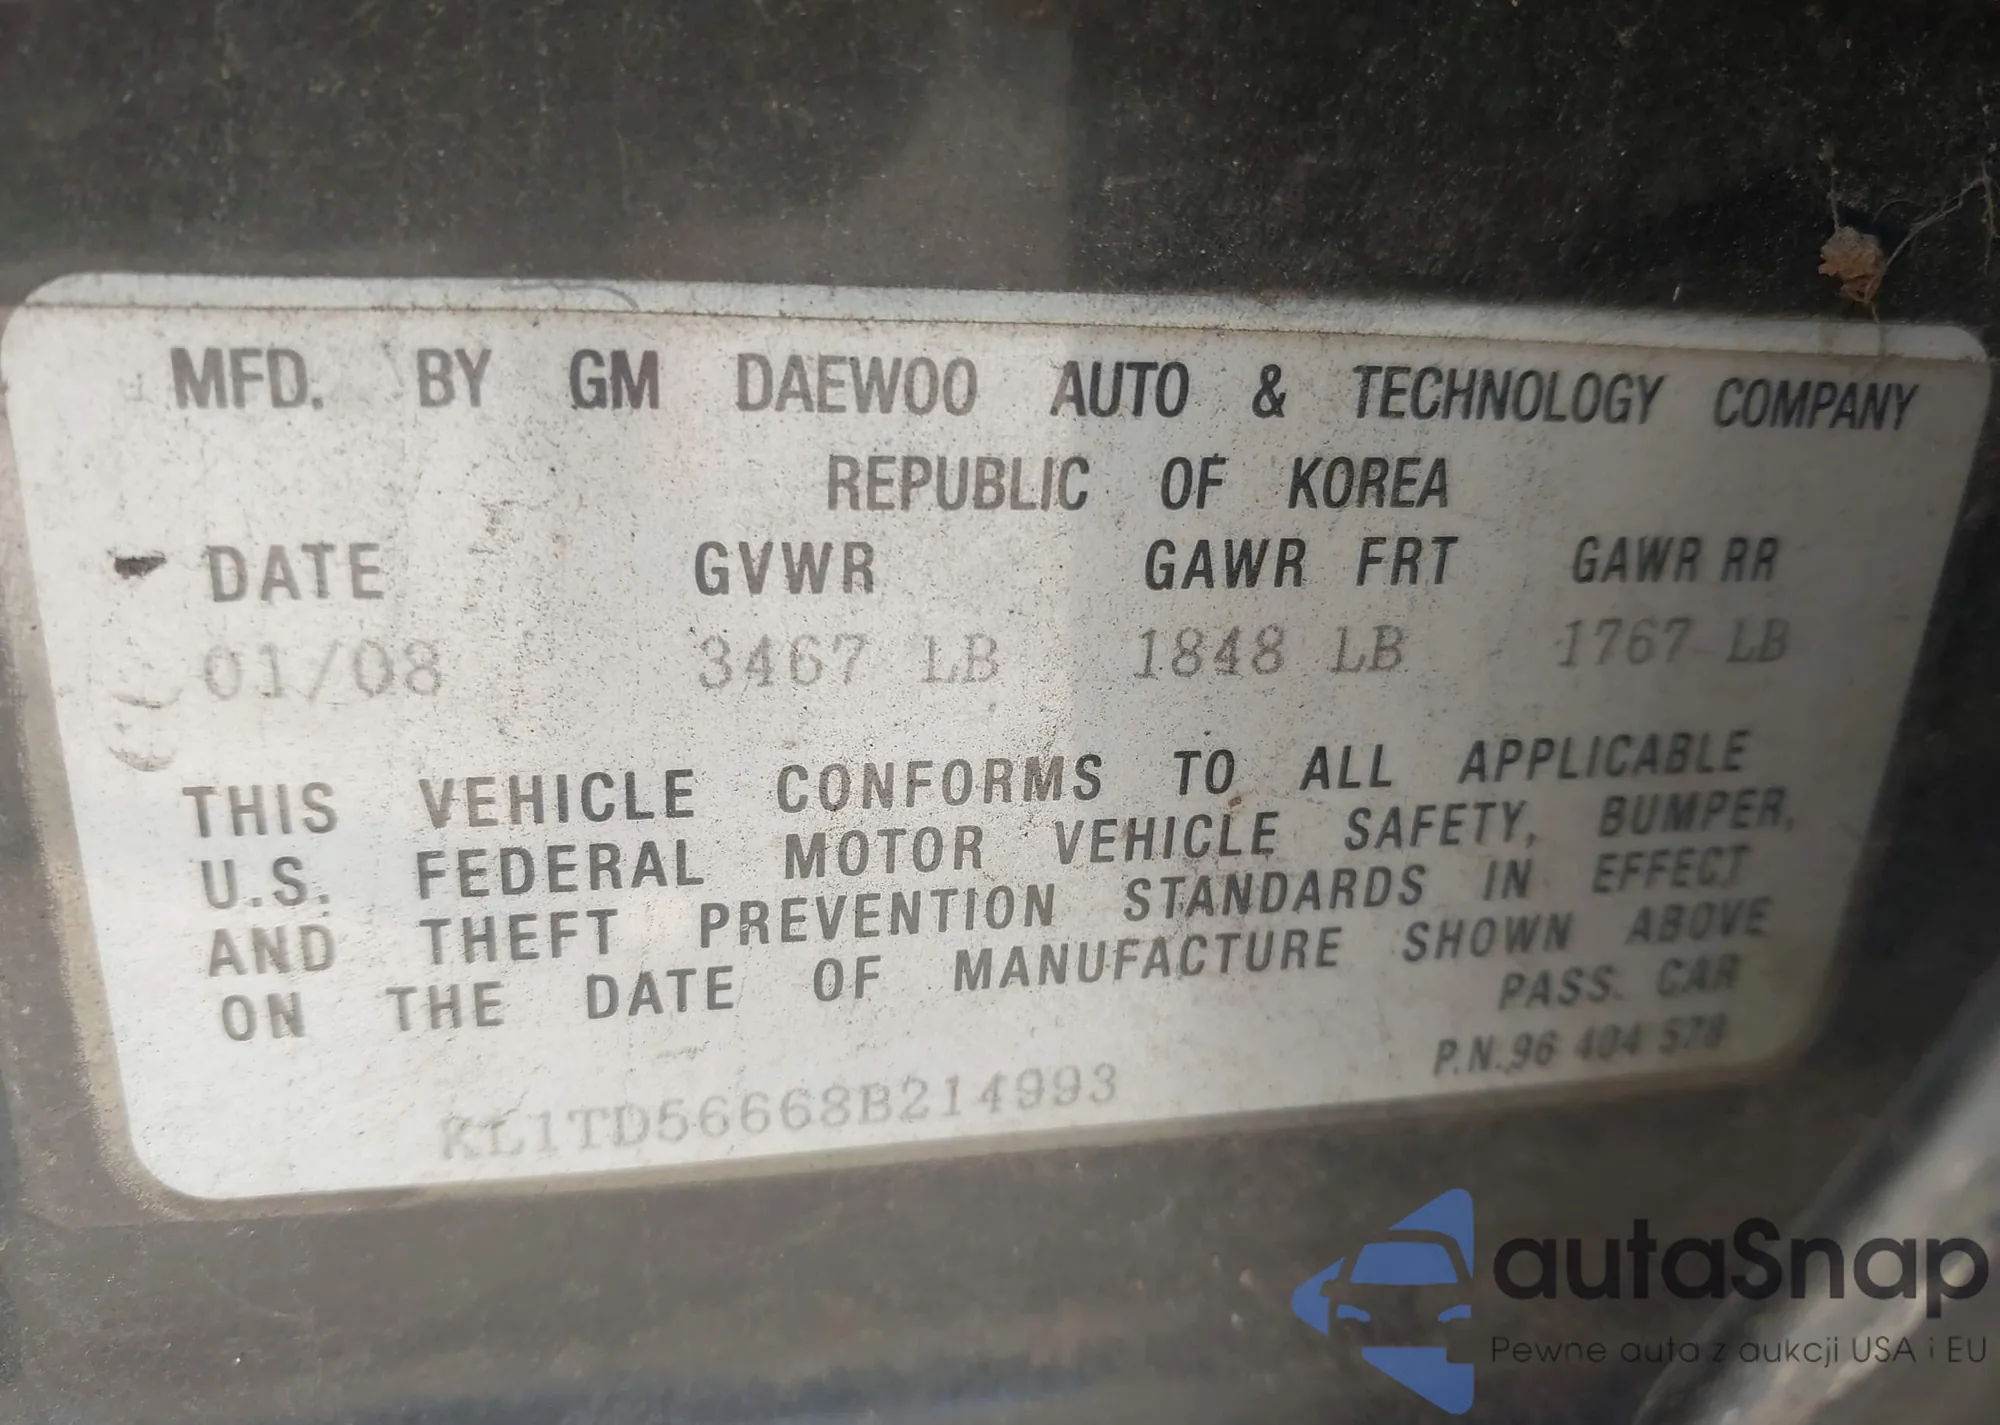 MFD. BY GM DAEWOO AUTO & TECHNOLOGY COMPANY
REPUBLIC OF KOREA
DATE GVWR GAWR FRT GAWR RR
01/08 3467 LB 1848 LB 1767 LB
THIS VEHICLE CONFORMS TO ALL APPLICABLE
U.S. FEDERAL MOTOR VEHICLE SAFETY, BUMPER,
AND THEFT PREVENTION STANDARDS IN EFFECT
ON THE DATE OF MANUFACTURE SHOWN ABOVE
PASS. CAR
P.N.96 404 578
KL1TD56668B214993
autaSnap
Pewne auta z aukcji USA i EU